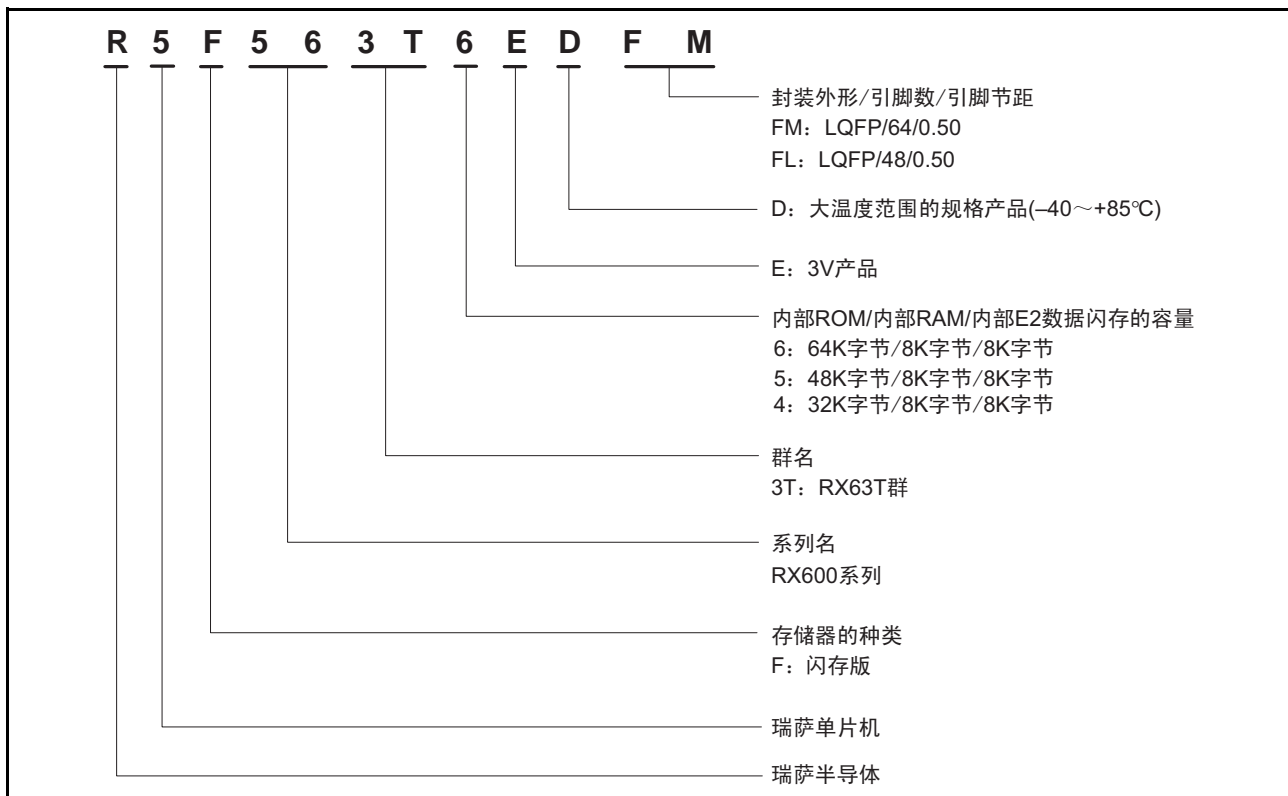 R 5 F 5 6 3 T 6 E D F M
封装外形/引脚数/引脚节距
FM：LQFP/64/0.50
FL：LQFP/48/0.50
D：大温度范围的规格产品(–40～+85℃)
E：3V产品
内部ROM/内部RAM/内部E2数据闪存的容量
6：64K字节/8K字节/8K字节
5：48K字节/8K字节/8K字节
4：32K字节/8K字节/8K字节
群名
3T：RX63T群
系列名
RX600系列
存储器的种类
F：闪存版
瑞萨单片机
瑞萨半导体